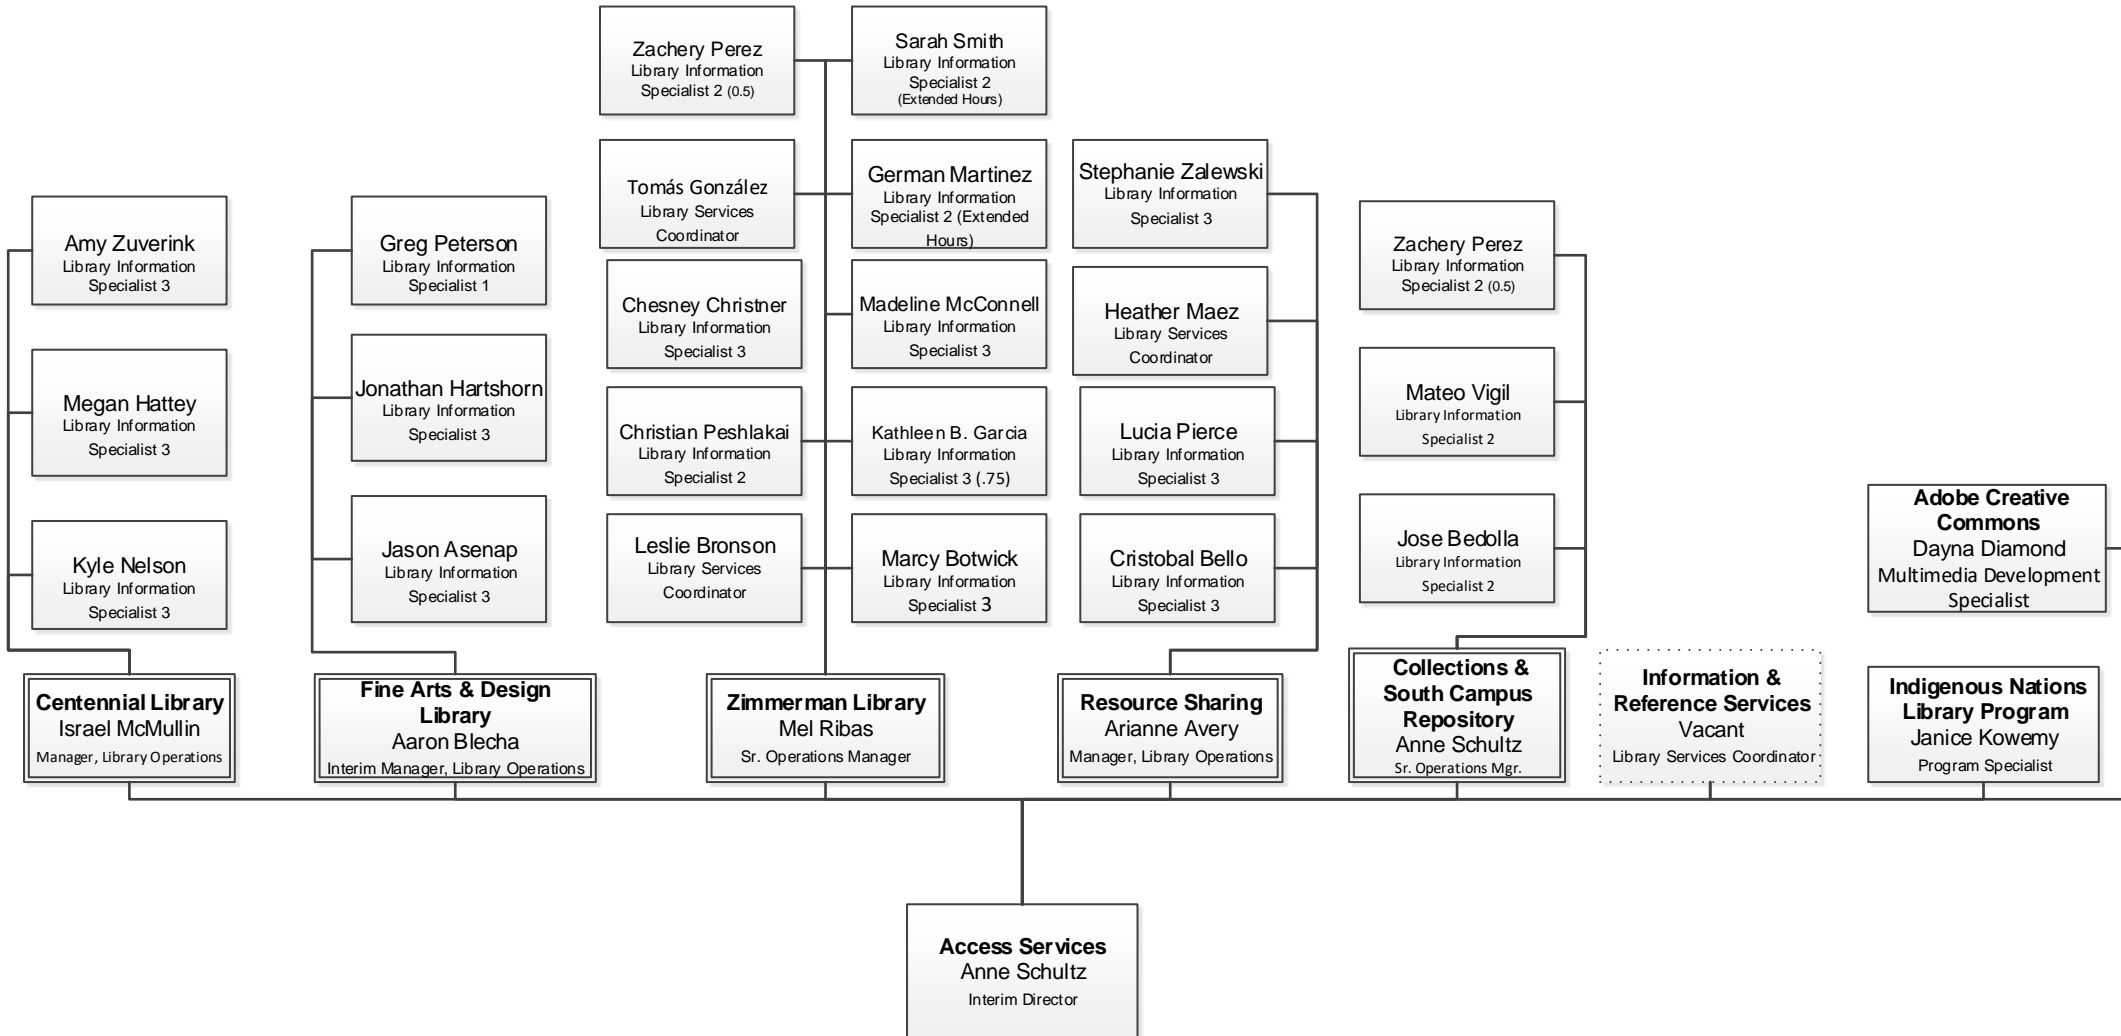 Zachery Perez
Library Information
Specialist 2 (0.5)
Sarah Smith
Library Information
Specialist 2
(Extended Hours)
Tomás González
Library Services
Coordinator
German Martinez
Library Information
Specialist 2 (Extended
Hours)
Stephanie Zalewski
Library Information
Specialist 3
Amy Zuverink
Library Information
Specialist 3
Greg Peterson
Library Information
Specialist 1
Zachery Perez
Library Information
Specialist 2 (0.5)
Chesney Christner
Library Information
Specialist 3
Madeline McConnell
Library Information
Specialist 3
Heather Maez
Library Services
Coordinator
Megan Hattey
Library Information
Specialist 3
Jonathan Hartshorn
Library Information
Specialist 3
Mateo Vigil
Library Information
Specialist 2
Christian Peshlakai
Library Information
Specialist 2
Kathleen B. Garcia
Library Information
Specialist 3 (.75)
Lucia Pierce
Library Information
Specialist 3
Kyle Nelson
Library Information
Specialist 3
Jason Asenap
Library Information
Specialist 3
Leslie Bronson
Library Services
Coordinator
Marcy Botwick
Library Information
Specialist 3
Cristobal Bello
Library Information
Specialist 3
Jose Bedolla
Library Information
Specialist 2
Adobe Creative
Commons
Dayna Diamond
Multimedia Development
Specialist
Centennial Library
Israel McMullin
Manager, Library Operations
Fine Arts & Design
Library
Aaron Blecha
Interim Manager, Library Operations
Zimmerman Library
Mel Ribas
Sr. Operations Manager
Resource Sharing
Arianne Avery
Manager, Library Operations
Collections &
South Campus
Repository
Anne Schultz
Sr. Operations Mgr.
Information &
Reference Services
Vacant
Library Services Coordinator
Indigenous Nations
Library Program
Janice Kowemy
Program Specialist
Access Services
Anne Schultz
Interim Director